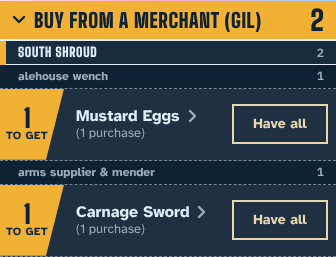 BUY FROM A MERCHANT (GIL) 2
SOUTH SHROUD 2
alehouse wench 1
1
TO GET
Mustard Eggs
(1 purchase)
Have all
arms supplier & mender 1
1
TO GET
Carnage Sword
(1 purchase)
Have all